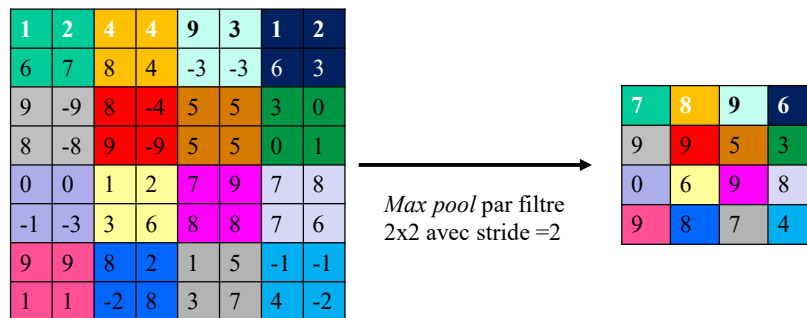 1 2 4 4 9 3 1 2
6 7 8 4 -3 -3 6 3
9 -9 8 -4 5 5 3 0
8 -8 9 -9 5 5 0 1
0 0 1 2 7 9 7 8
-1 -3 3 6 8 8 7 6
9 9 8 2 1 5 -1 -1
1 1 -2 8 3 7 4 -2
Max pool par filtre
2x2 avec stride =2
7 8 9 6
9 9 5 3
0 6 9 8
9 8 7 4